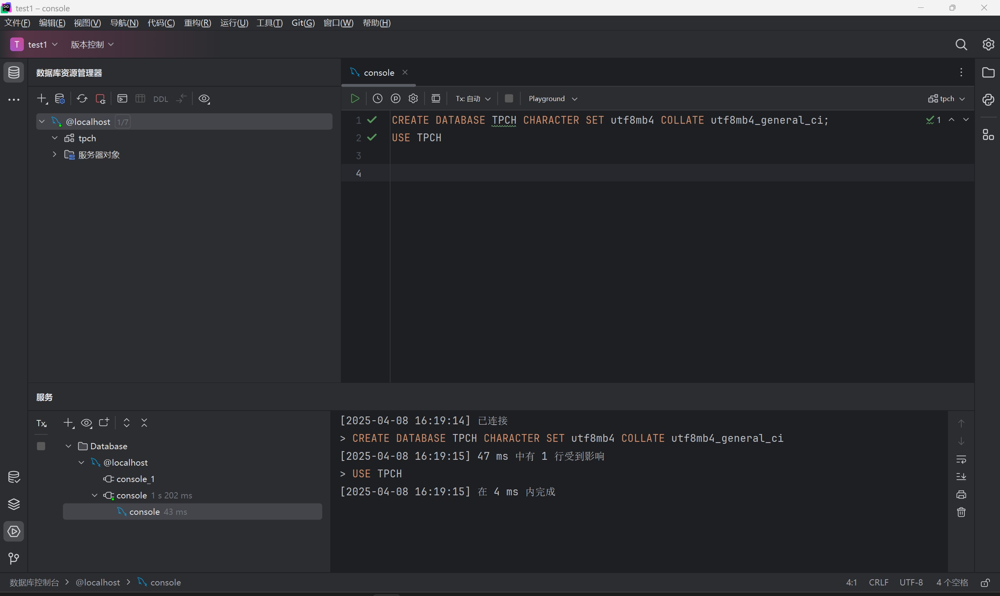 test1 – console
文件(F) 编辑(E) 视图(V) 导航(N) 代码(C) 重构(R) 运行(U) 工具(T) Git(G) 窗口(W) 帮助(H)
T test1 版本控制
数据库资源管理器
console
DDL
Tx: 自动
Playground
tpch
@localhost 1/7
tpch
服务器对象
1 CREATE DATABASE TPCH CHARACTER SET utf8mb4 COLLATE utf8mb4_general_ci;
1
2 USE TPCH
3
4
服务
Tx
Database
@localhost
console_1
console 1 s 202 ms
console 43 ms
[2025-04-08 16:19:14] 已连接
> CREATE DATABASE TPCH CHARACTER SET utf8mb4 COLLATE utf8mb4_general_ci
[2025-04-08 16:19:15] 47 ms 中有 1 行受到影响
> USE TPCH
[2025-04-08 16:19:15] 在 4 ms 内完成
数据库控制台 > @localhost > console
4:1 CRLF UTF-8 4 个空格